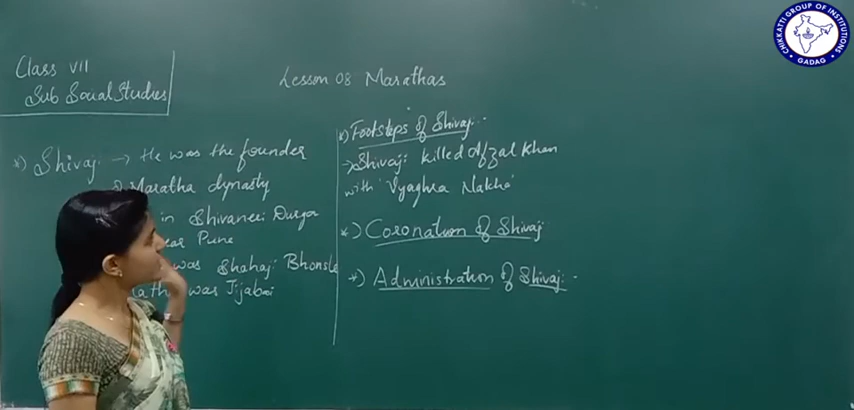 Class VII
Sub Social Studies
Lesson 08 Marathas
*) Shivaji → He was the founder
of Maratha dynasty
in Shivaneri Durga
near Pune
was Shahaji Bhonsle
was Jijabai
*) Footsteps of Shivaji..
→ Shivaji killed Afzal Khan
with 'Vyaghra Nakha'
*) Coronation of Shivaji
*) Administration of Shivaji:-
CHIKKATTI GROUP OF INSTITUTIONS
GADAG